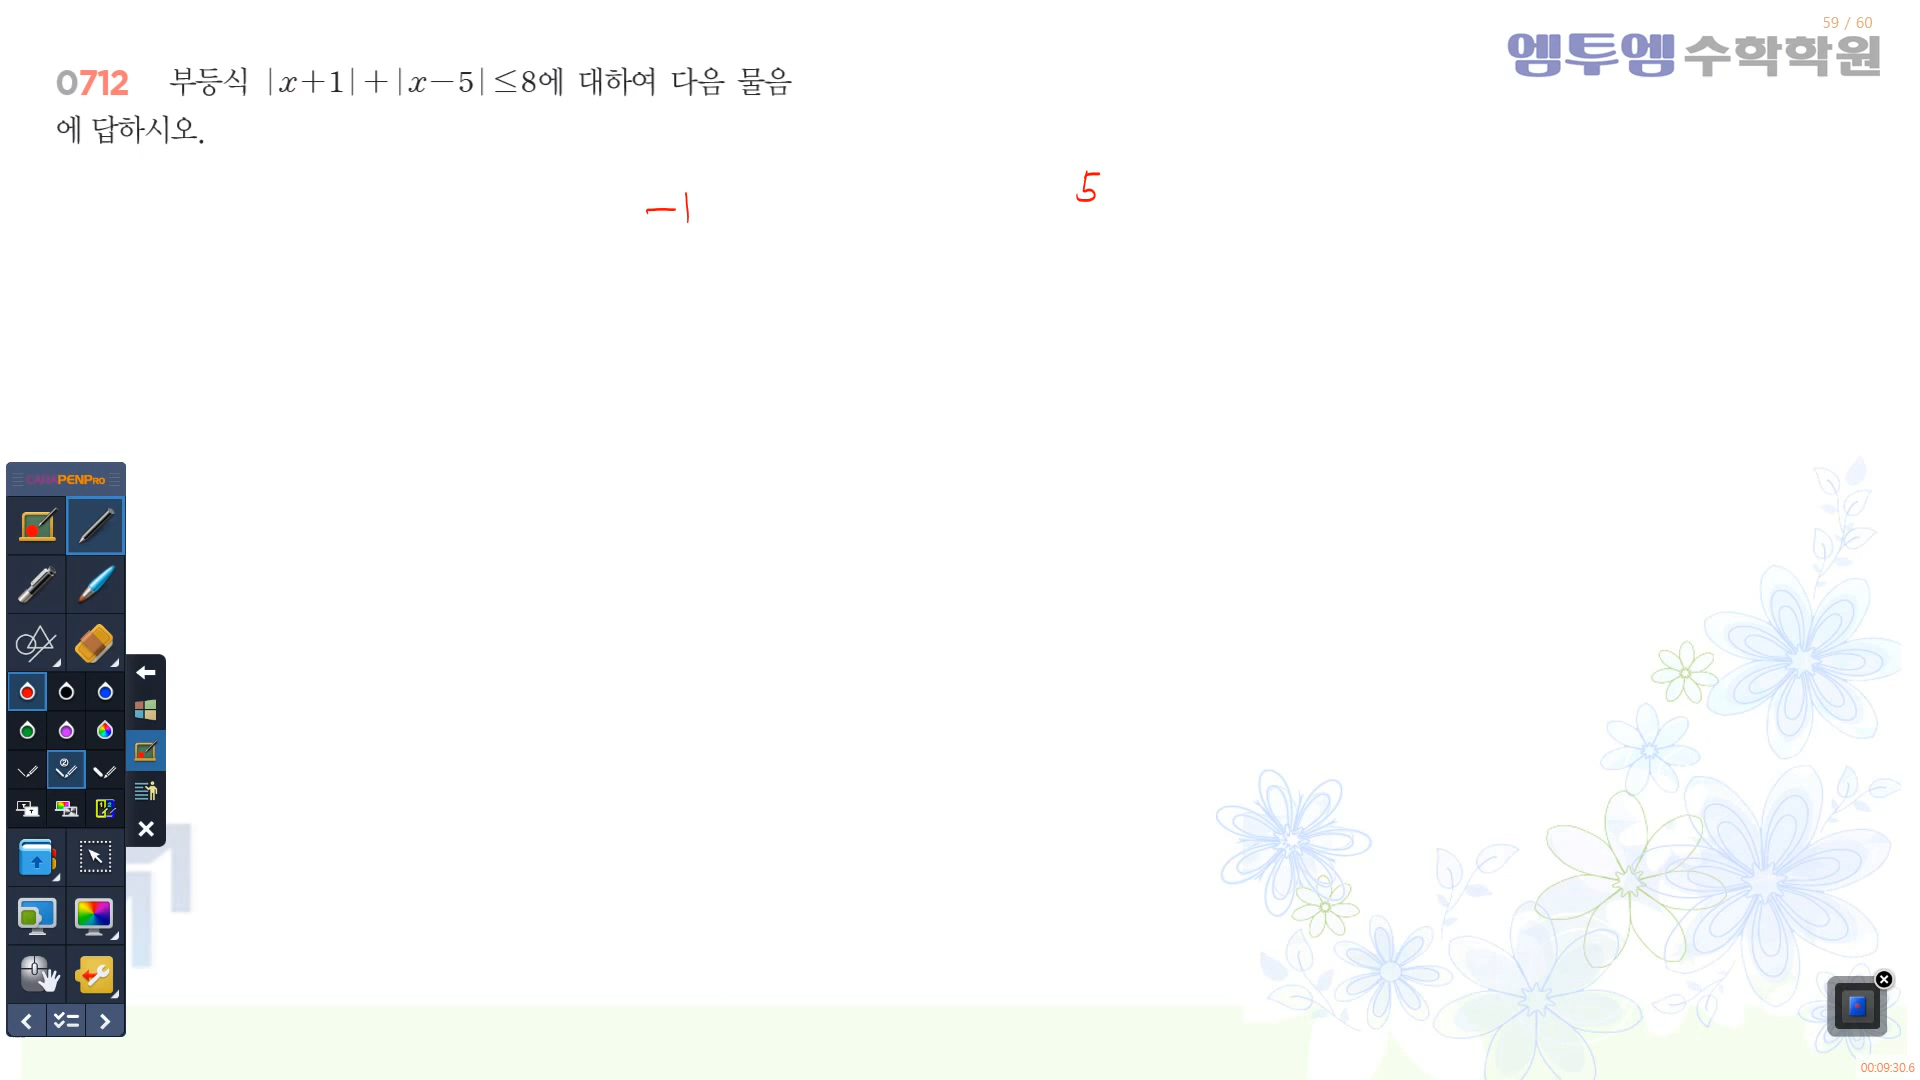 59 / 60
엠투엠 수학학원
0712 부등식 |x+1|+|x-5|≤8에 대하여 다음 물음
에 답하시오.
-1
5
PENPRO
00:09:30.6